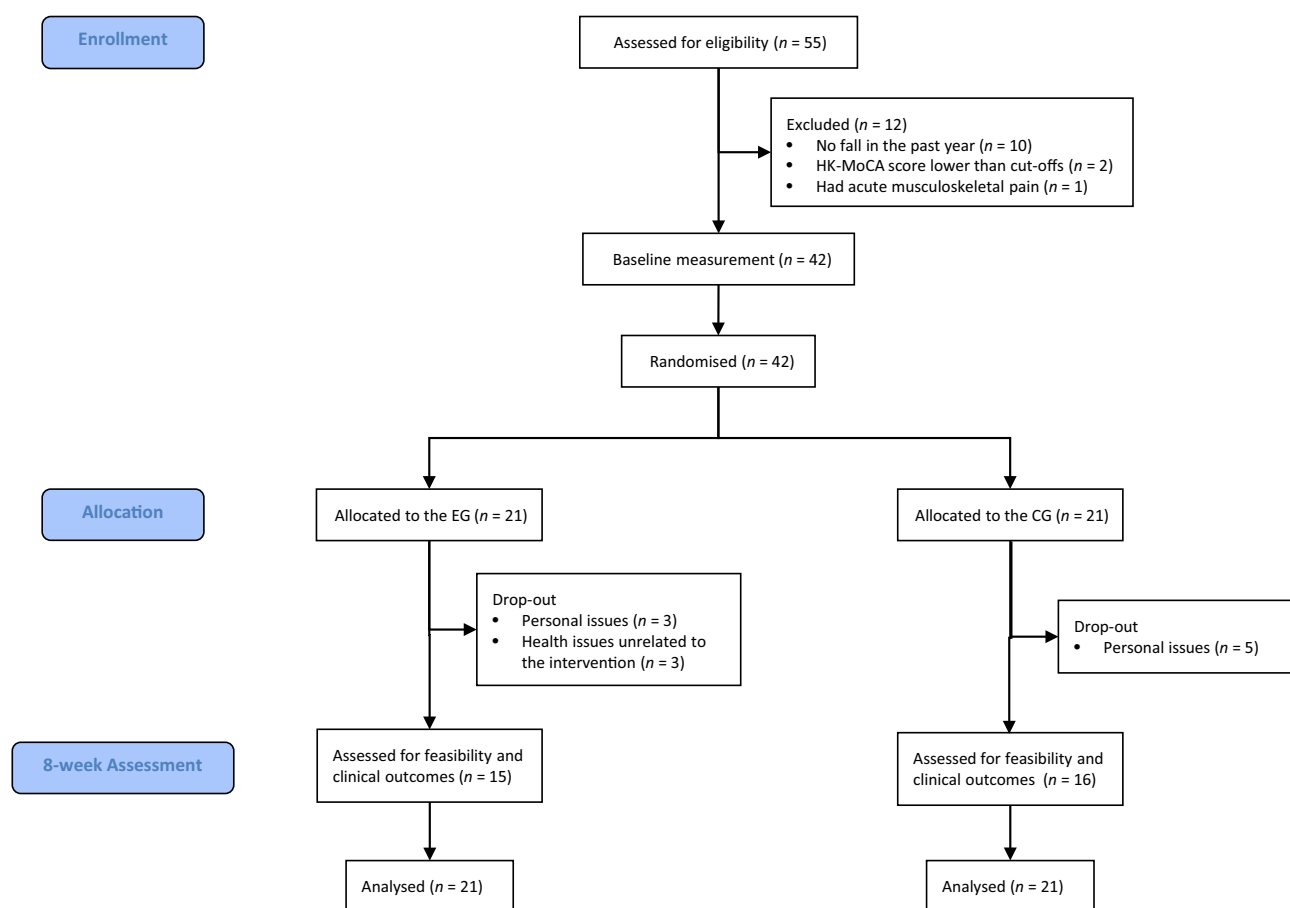 Enrollment
Assessed for eligibility (n = 55)
Excluded (n = 12)
• No fall in the past year (n = 10)
• HK-MoCA score lower than cut-offs (n = 2)
• Had acute musculoskeletal pain (n = 1)
Baseline measurement (n = 42)
Randomised (n = 42)
Allocation
Allocated to the EG (n = 21)
Allocated to the CG (n = 21)
Drop-out
• Personal issues (n = 3)
• Health issues unrelated to
the intervention (n = 3)
Drop-out
• Personal issues (n = 5)
8-week Assessment
Assessed for feasibility and
clinical outcomes (n = 15)
Assessed for feasibility and
clinical outcomes (n = 16)
Analysed (n = 21)
Analysed (n = 21)